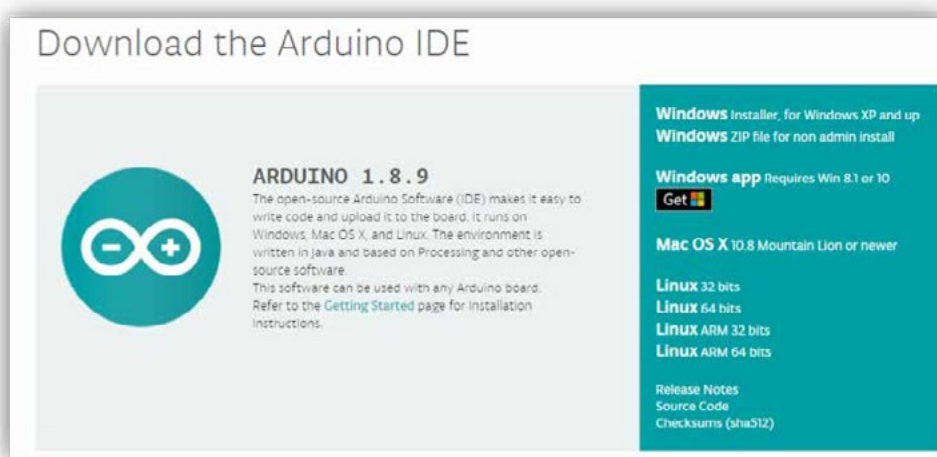 Download the Arduino IDE
ARDUINO 1.8.9
The open-source Arduino Software (IDE) makes it easy to
write code and upload it to the board. It runs on
Windows, Mac OS X, and Linux. The environment is
written in Java and based on Processing and other open-
source software.
This software can be used with any Arduino board.
Refer to the Getting Started page for Installation
instructions.
Windows Installer, for Windows XP and up
Windows ZIP file for non admin install
Windows app Requires Win 8.1 or 10
Get
Mac OS X 10.8 Mountain Lion or newer
Linux 32 bits
Linux 64 bits
Linux ARM 32 bits
Linux ARM 64 bits
Release Notes
Source Code
Checksums (sha512)